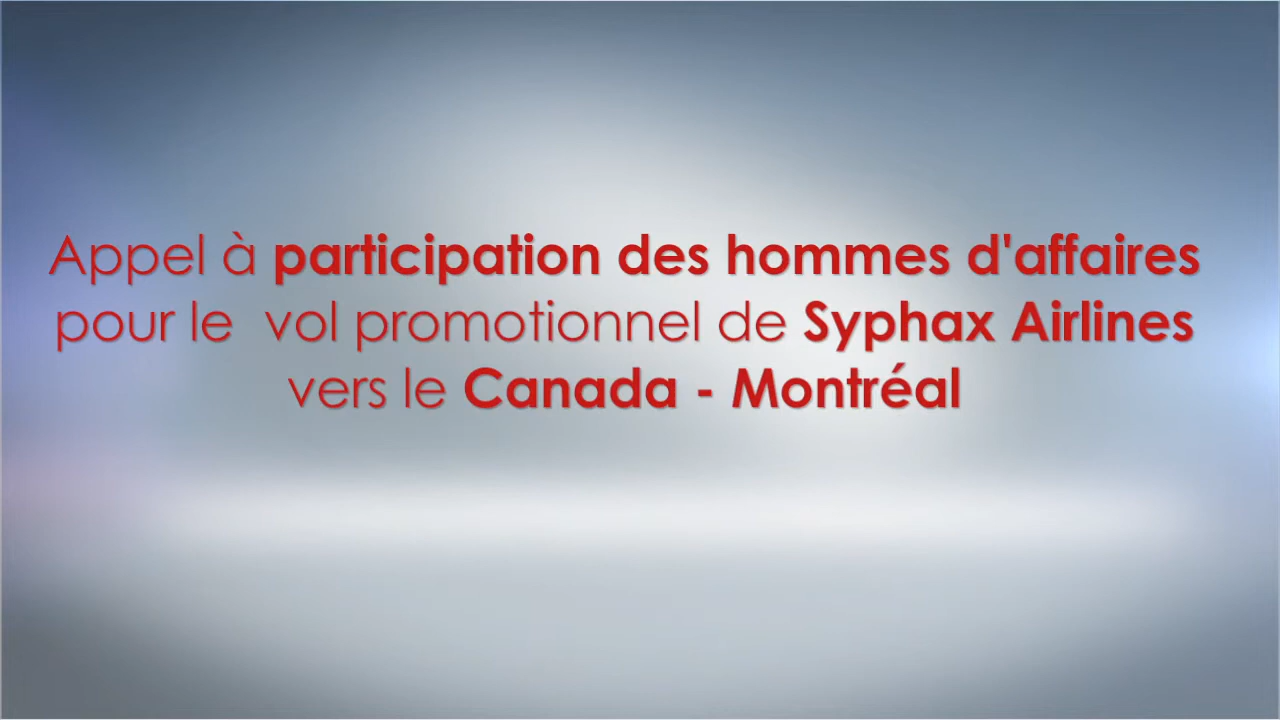 Appel à participation des hommes d'affaires
pour le  vol promotionnel de Syphax Airlines
vers le Canada - Montréal